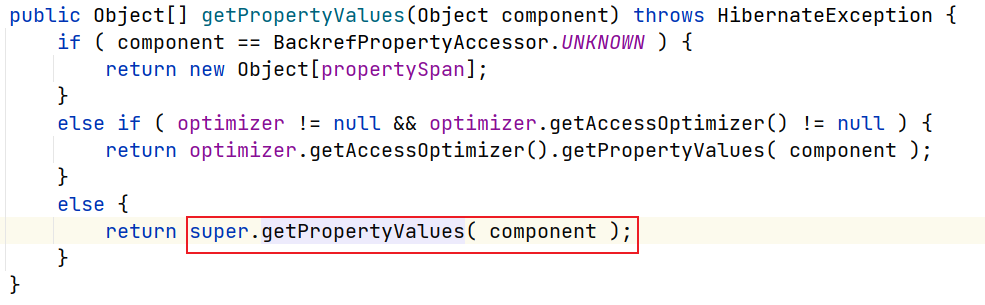 public Object[] getPropertyValues(Object component) throws HibernateException {
    if ( component == BackrefPropertyAccessor.UNKNOWN ) {
        return new Object[propertySpan];
    }
    else if ( optimizer != null && optimizer.getAccessOptimizer() != null ) {
        return optimizer.getAccessOptimizer().getPropertyValues( component );
    }
    else {
        return super.getPropertyValues( component );
    }
}